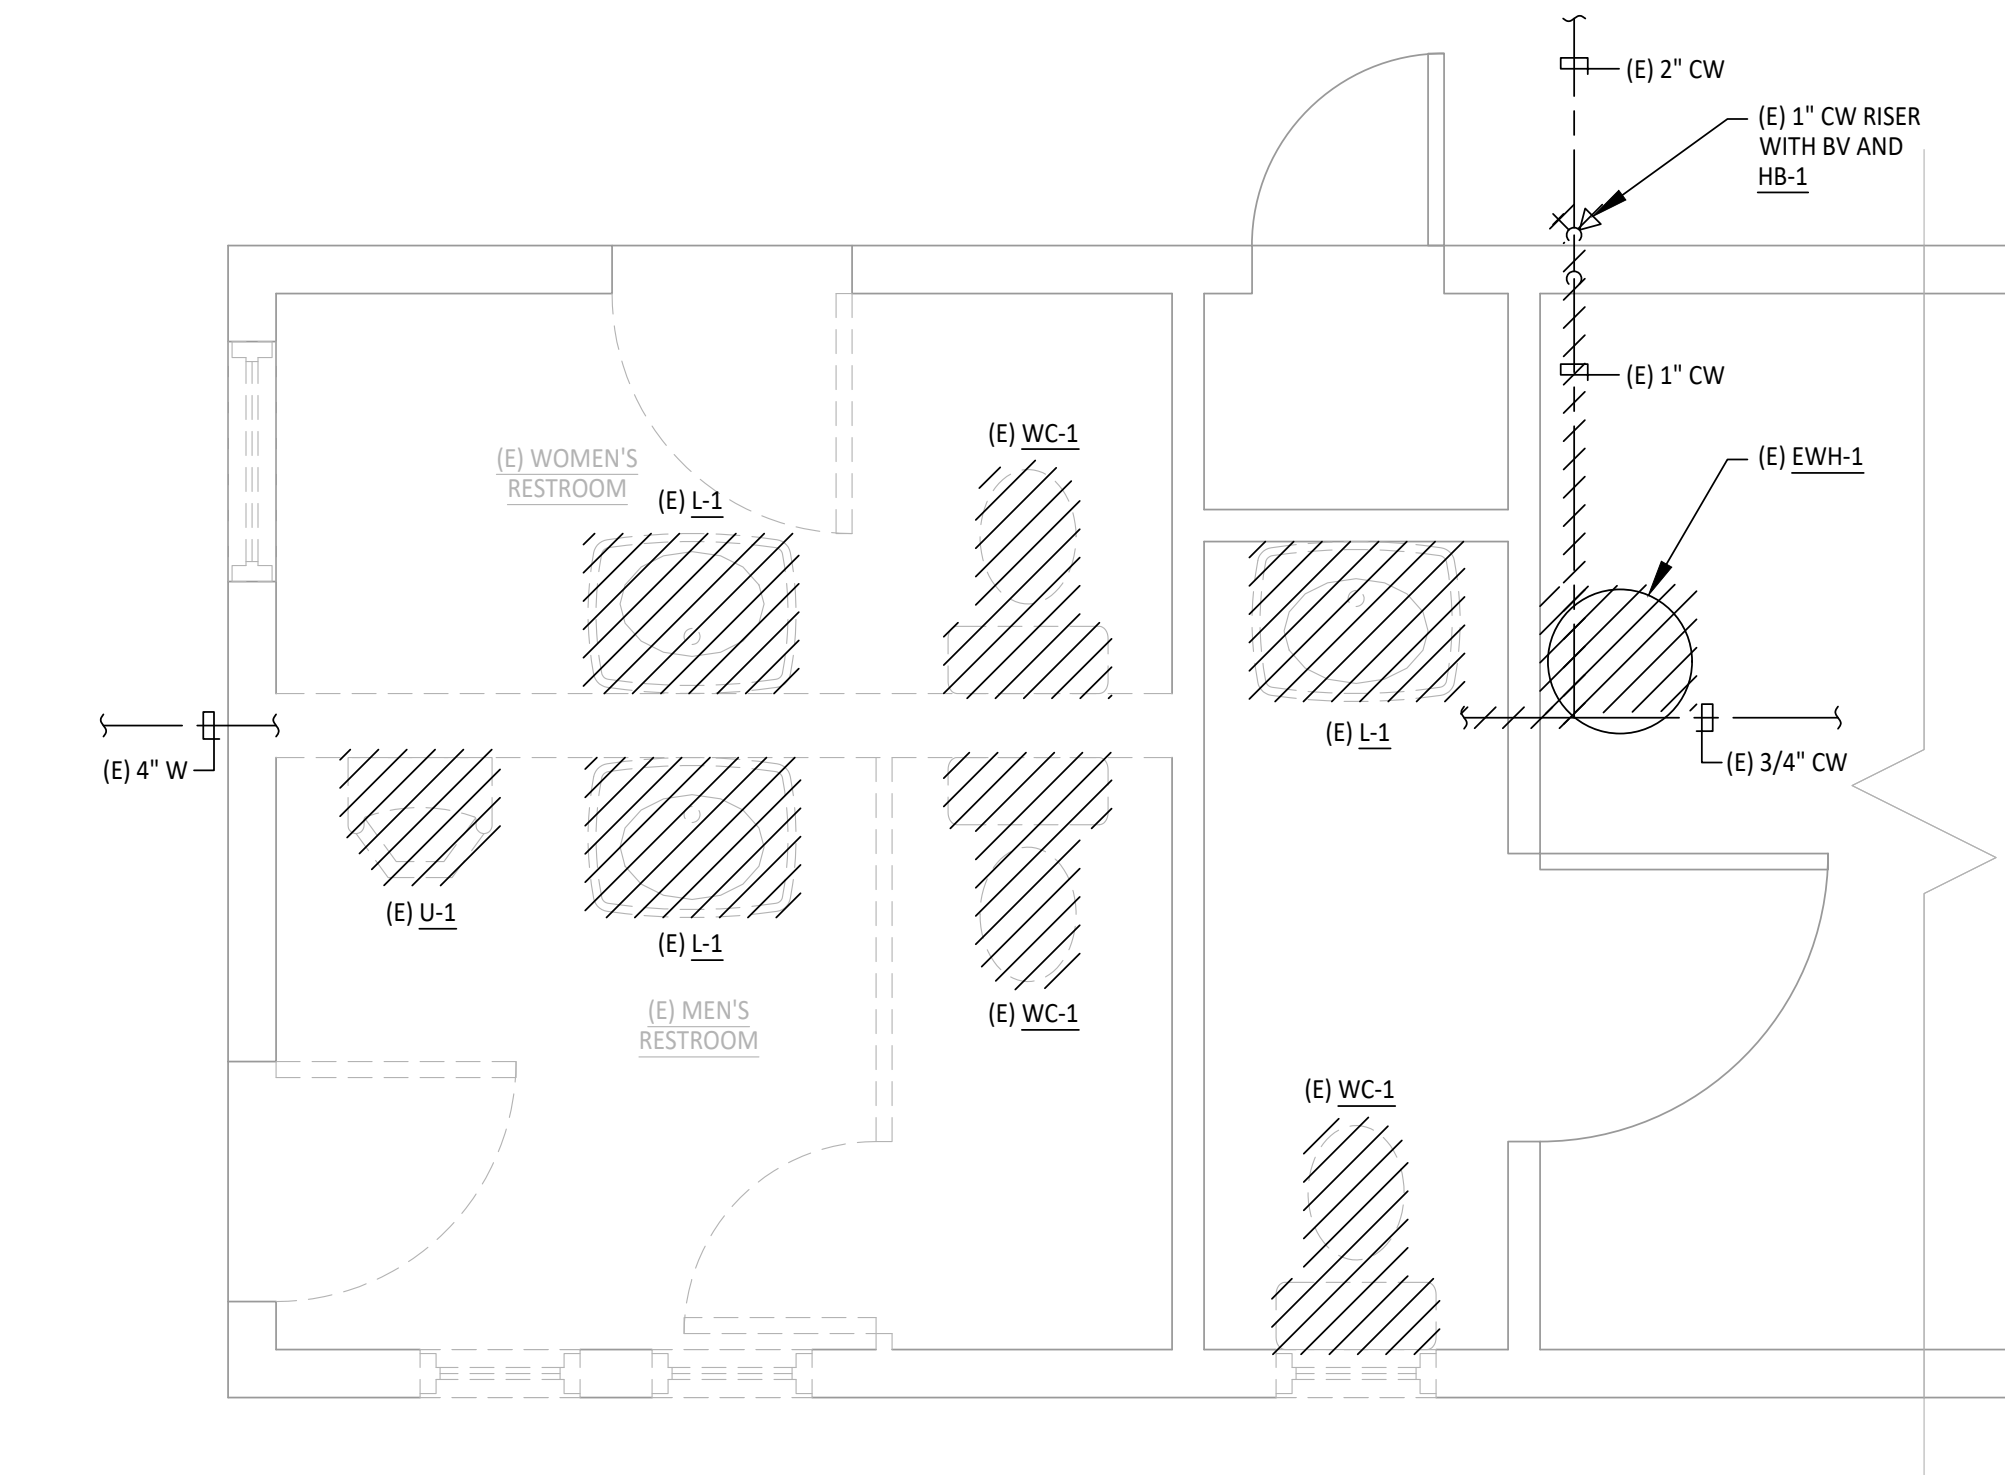 (E) 2" CW
(E) 1" CW RISER
WITH BV AND
HB-1
(E) 1" CW
(E) WC-1
(E) WOMEN'S
RESTROOM
(E) EWH-1
(E) L-1
(E) L-1
(E) 4" W
(E) 3/4" CW
(E) U-1
(E) L-1
(E) MEN'S
RESTROOM
(E) WC-1
(E) WC-1